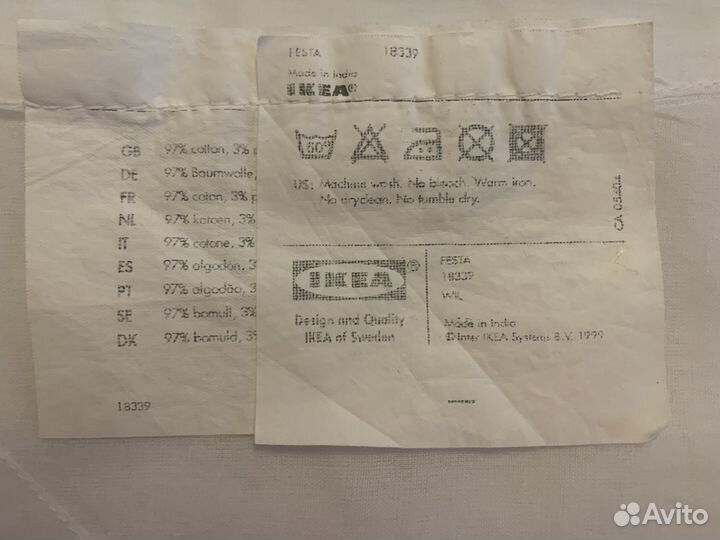 GB 97% cotton, 3% p
DE 97% Baumwolle,
FR 97% coton, 3% p
NL 97% katoen, 3%
IT 97% cotone, 3%
ES 97% algodón, 3
PT 97% algodão, 3
SE 97% bomull, 3%
DK 97% bomuld, 3%
18339
FESTA 18339
Made in India
IKEA®
60°
US: Machine wash. No bleach. Warm iron.
No dryclean. No tumble dry.
CA 05404
IKEA®
Design and Quality
IKEA of Sweden
FESTA
18339
WIL
Made in India
©Inter IKEA Systems B.V. 1999
Avito